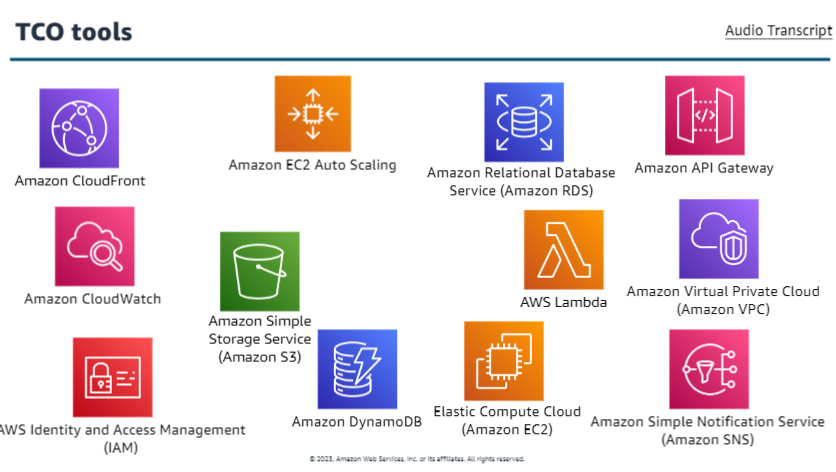 TCO tools
Audio Transcript
Amazon CloudFront
Amazon EC2 Auto Scaling
Amazon Relational Database
Service (Amazon RDS)
Amazon API Gateway
Amazon CloudWatch
Amazon Simple
Storage Service
(Amazon S3)
AWS Lambda
Amazon Virtual Private Cloud
(Amazon VPC)
AWS Identity and Access Management
(IAM)
Amazon DynamoDB
Elastic Compute Cloud
(Amazon EC2)
Amazon Simple Notification Service
(Amazon SNS)
© 2023, Amazon Web Services, Inc. or its affiliates. All rights reserved.